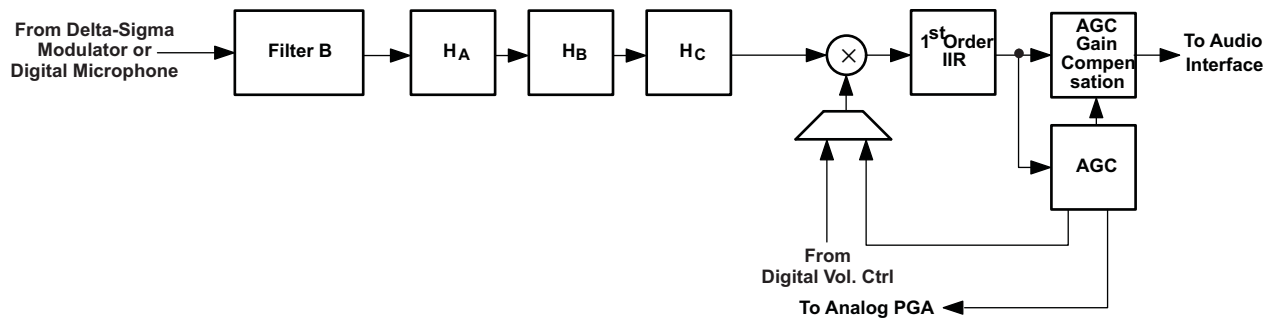 From Delta-Sigma
Modulator or
Digital Microphone
Filter B
HA
HB
HC
×
1st Order
IIR
AGC
Gain
Compen
sation
To Audio
Interface
AGC
From
Digital Vol. Ctrl
To Analog PGA